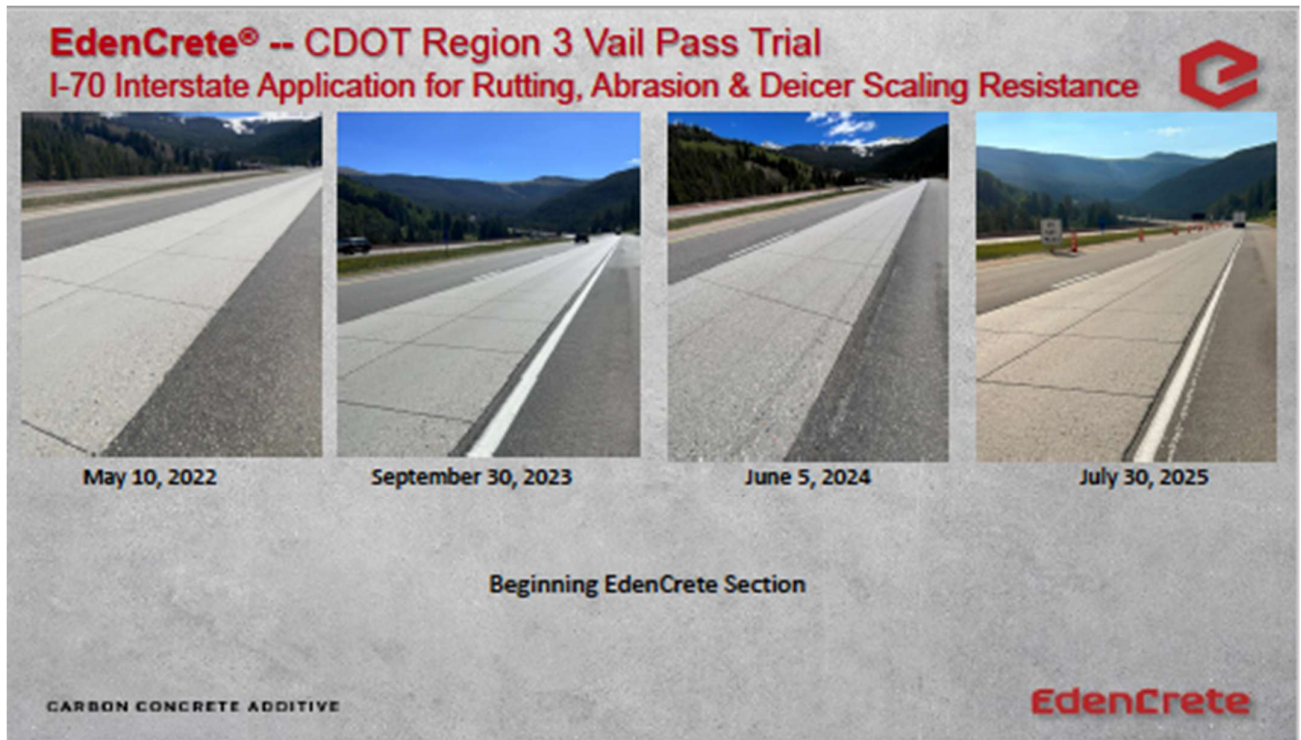 EdenCrete® -- CDOT Region 3 Vail Pass Trial
I-70 Interstate Application for Rutting, Abrasion & Deicer Scaling Resistance
May 10, 2022
September 30, 2023
June 5, 2024
July 30, 2025
Beginning EdenCrete Section
CARBON CONCRETE ADDITIVE
EdenCrete